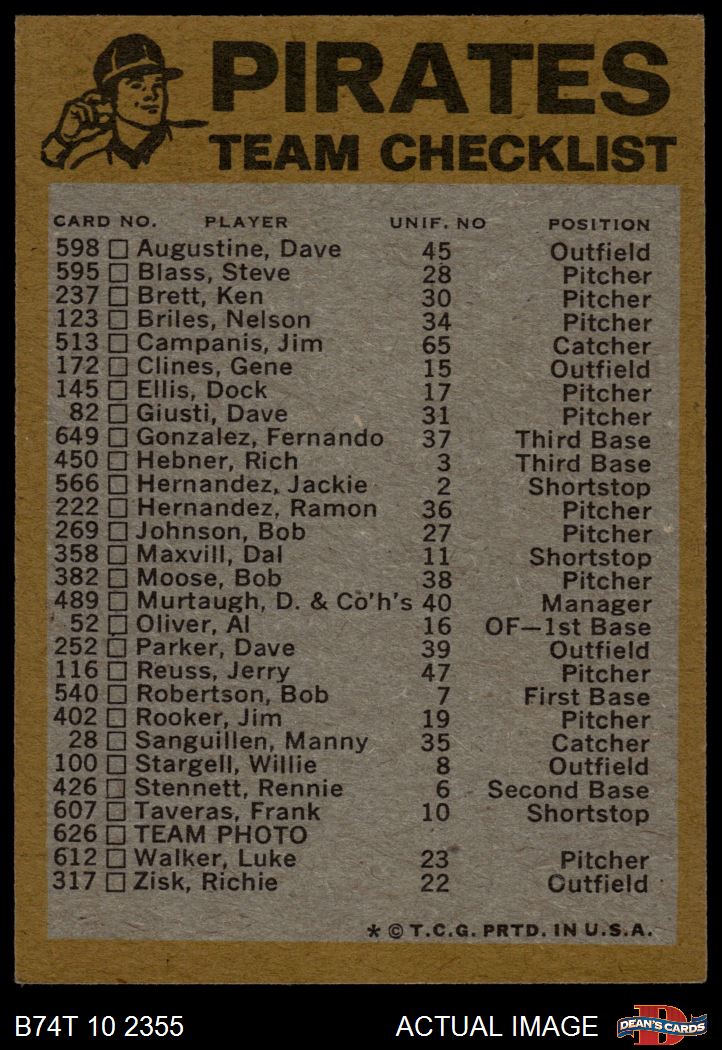 PIRATES
TEAM CHECKLIST
CARD NO. PLAYER UNIF. NO POSITION
598 Augustine, Dave 45 Outfield
595 Blass, Steve 28 Pitcher
237 Brett, Ken 30 Pitcher
123 Briles, Nelson 34 Pitcher
513 Campanis, Jim 65 Catcher
172 Clines, Gene 15 Outfield
145 Ellis, Dock 17 Pitcher
82 Giusti, Dave 31 Pitcher
649 Gonzalez, Fernando 37 Third Base
450 Hebner, Rich 3 Third Base
566 Hernandez, Jackie 2 Shortstop
222 Hernandez, Ramon 36 Pitcher
269 Johnson, Bob 27 Pitcher
358 Maxvill, Dal 11 Shortstop
382 Moose, Bob 38 Pitcher
489 Murtaugh, D. & Co'h's 40 Manager
52 Oliver, Al 16 OF—1st Base
252 Parker, Dave 39 Outfield
116 Reuss, Jerry 47 Pitcher
540 Robertson, Bob 7 First Base
402 Rooker, Jim 19 Pitcher
28 Sanguillen, Manny 35 Catcher
100 Stargell, Willie 8 Outfield
426 Stennett, Rennie 6 Second Base
607 Taveras, Frank 10 Shortstop
626 TEAM PHOTO
612 Walker, Luke 23 Pitcher
317 Zisk, Richie 22 Outfield
* © T.C.G. PRTD. IN U.S.A.
B74T 10 2355 ACTUAL IMAGE
D
DEAN'S CARDS